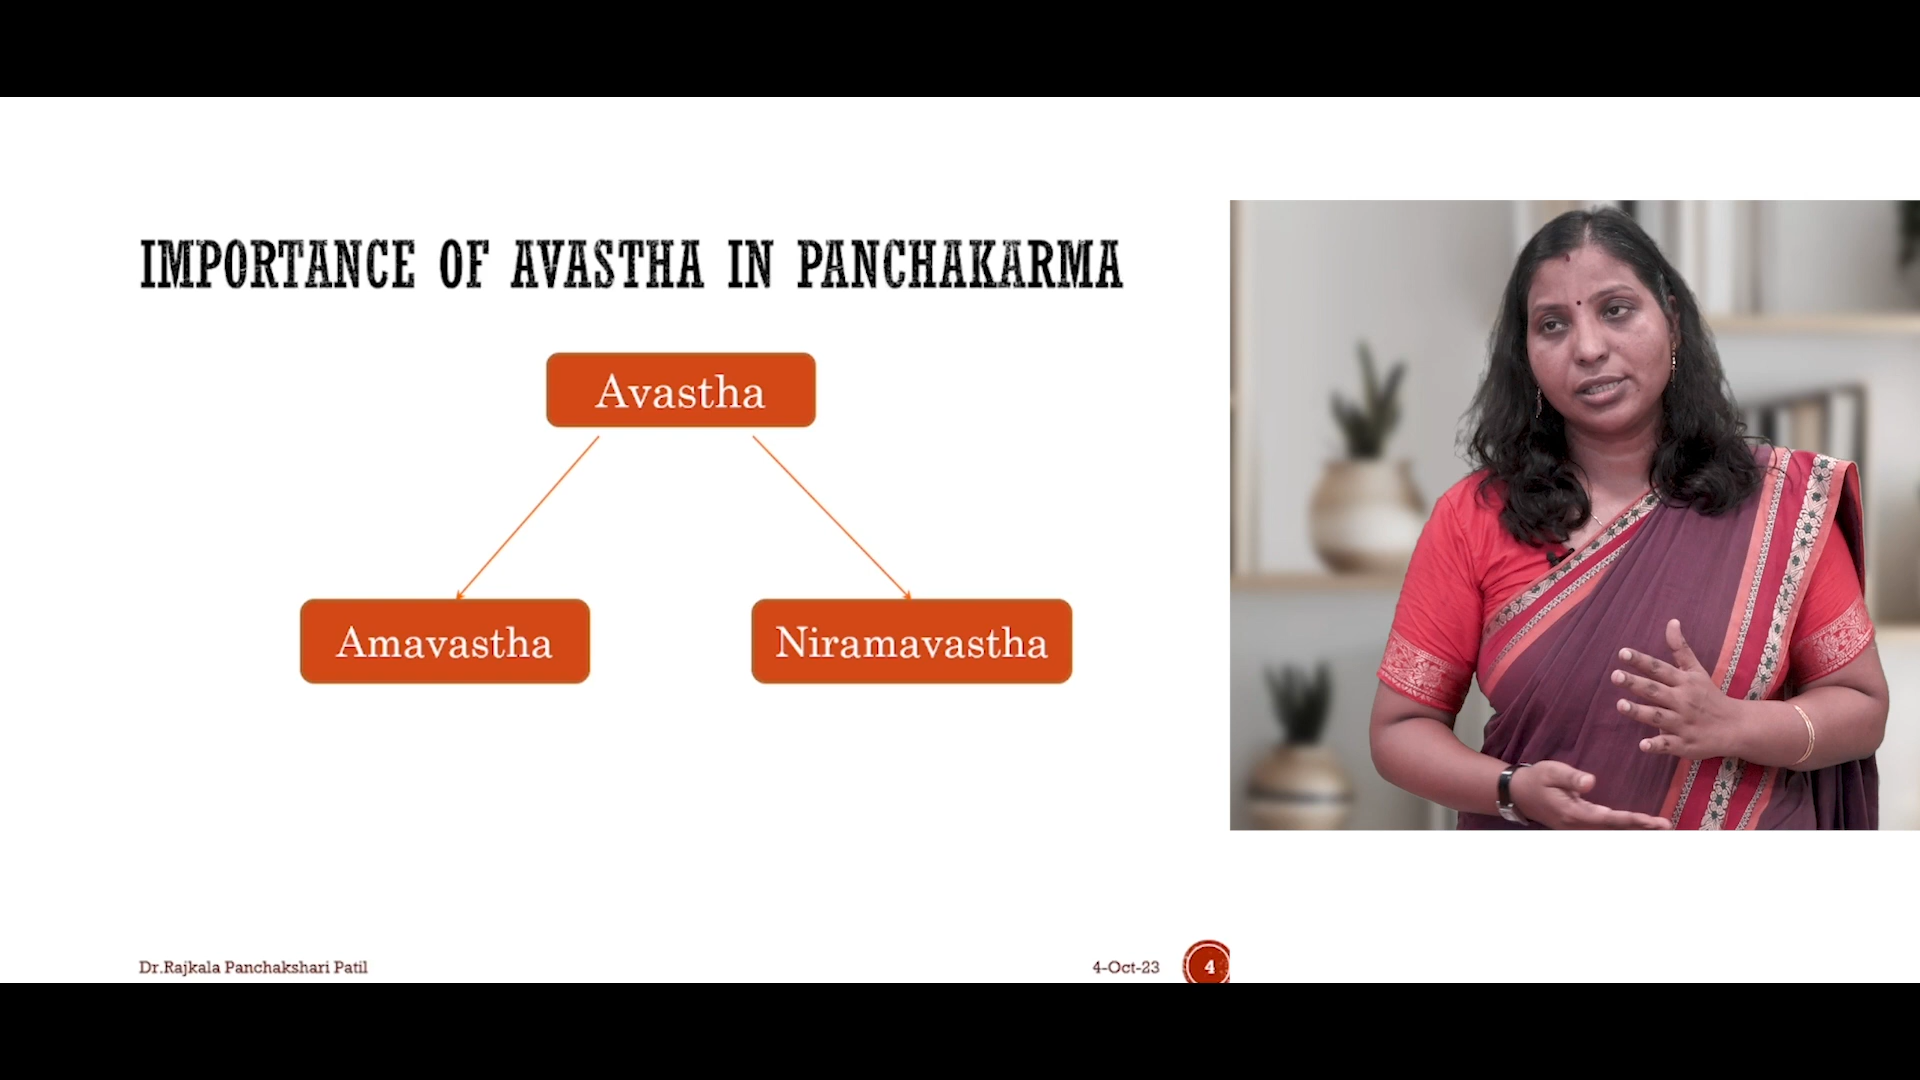 IMPORTANCE OF AVASTHA IN PANCHAKARMA
Avastha
Amavastha
Niramavastha
Dr.Rajkala Panchakshari Patil
4-Oct-23
4